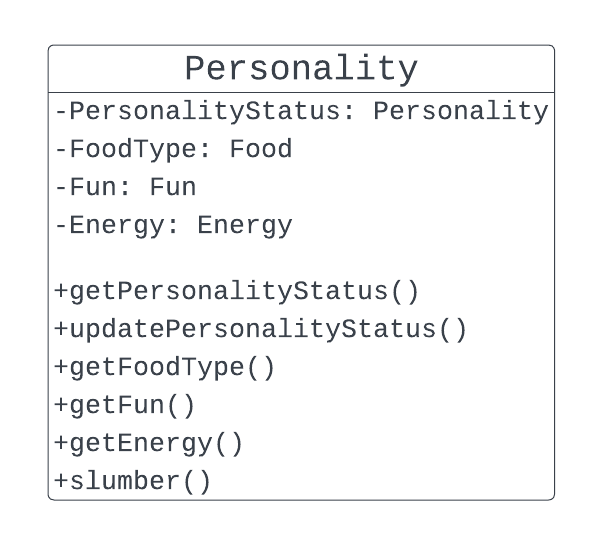 Personality
-PersonalityStatus: Personality
-FoodType: Food
-Fun: Fun
-Energy: Energy
+getPersonalityStatus()
+updatePersonalityStatus()
+getFoodType()
+getFun()
+getEnergy()
+slumber()